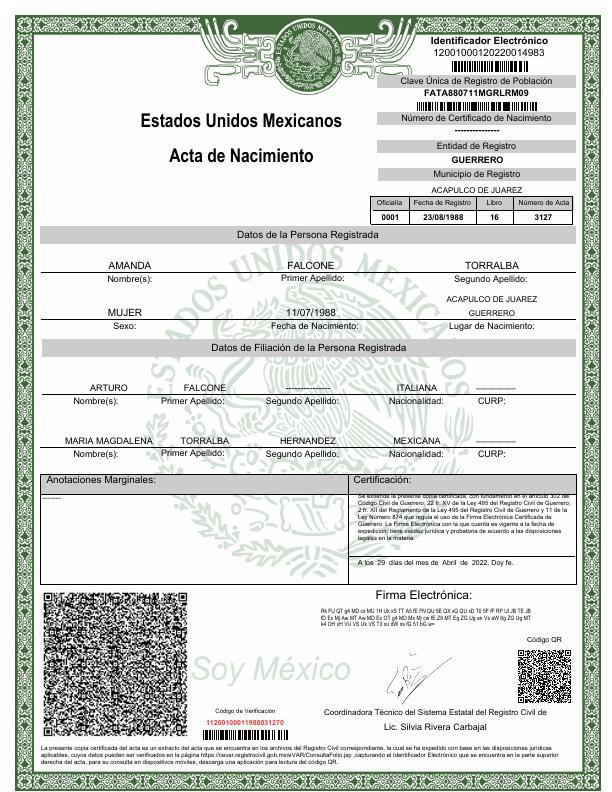 ESTADOS UNIDOS MEXICANOS
Identificador Electrónico
12001000120220014983
Clave Única de Registro de Población
FATA880711MGRLRM09
Número de Certificado de Nacimiento
---------------
Estados Unidos Mexicanos
Acta de Nacimiento
Entidad de Registro
GUERRERO
Municipio de Registro
ACAPULCO DE JUAREZ
Oficialía Fecha de Registro Libro Número de Acta
0001 23/08/1988 16 3127
Datos de la Persona Registrada
AMANDA FALCONE TORRALBA
Nombre(s): Primer Apellido: Segundo Apellido:
ACAPULCO DE JUAREZ
MUJER 11/07/1988 GUERRERO
Sexo: Fecha de Nacimiento: Lugar de Nacimiento:
Datos de Filiación de la Persona Registrada
ARTURO FALCONE --------------- ITALIANA ---------------
Nombre(s): Primer Apellido: Segundo Apellido: Nacionalidad: CURP:
MARIA MAGDALENA TORRALBA HERNANDEZ MEXICANA ---------------
Nombre(s): Primer Apellido: Segundo Apellido: Nacionalidad: CURP:
Anotaciones Marginales: Certificación:
Se extiende la presente copia certificada, con fundamento en el artículo 302 del
Código Civil de Guerrero; 22 fr. XV de la Ley 495 del Registro Civil de Guerrero;
2 fr. XII del Reglamento de la Ley 495 del Registro Civil de Guerrero y 11 de la
Ley Número 874 que regula el uso de la Firma Electrónica Certificada de
Guerrero. La Firma Electrónica con la que cuenta es vigente a la fecha de
expedición; tiene validez jurídica y probatoria de acuerdo a las disposiciones
legales en la materia.
A los 29 días del mes de Abril de 2022. Doy fe.
Firma Electrónica:
Código QR
Soy México
Código de Verificación
11200100011988031270
Coordinadora Técnico del Sistema Estatal del Registro Civil de
Lic. Silvia Rivera Carbajal
La presente copia certificada del acta es un extracto del acta que se encuentra en los archivos del Registro Civil correspondiente, la cual se ha expedido con base en las disposiciones jurídicas
aplicables, cuyos datos pueden ser verificados en la página
capturando el Identificador Electrónico que se encuentra en la parte superior
derecha del acta, para su consulta en dispositivos móviles, descarga una aplicación para lectura del código QR.